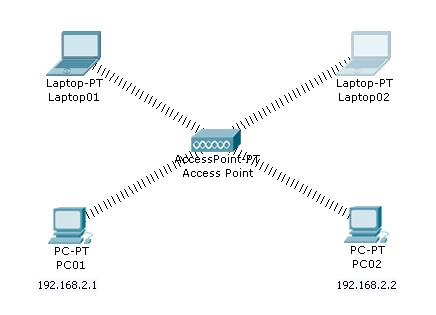 Laptop-PT
Laptop01
Laptop-PT
Laptop02
AccessPoint-PT
Access Point
PC-PT
PC01
192.168.2.1
PC-PT
PC02
192.168.2.2